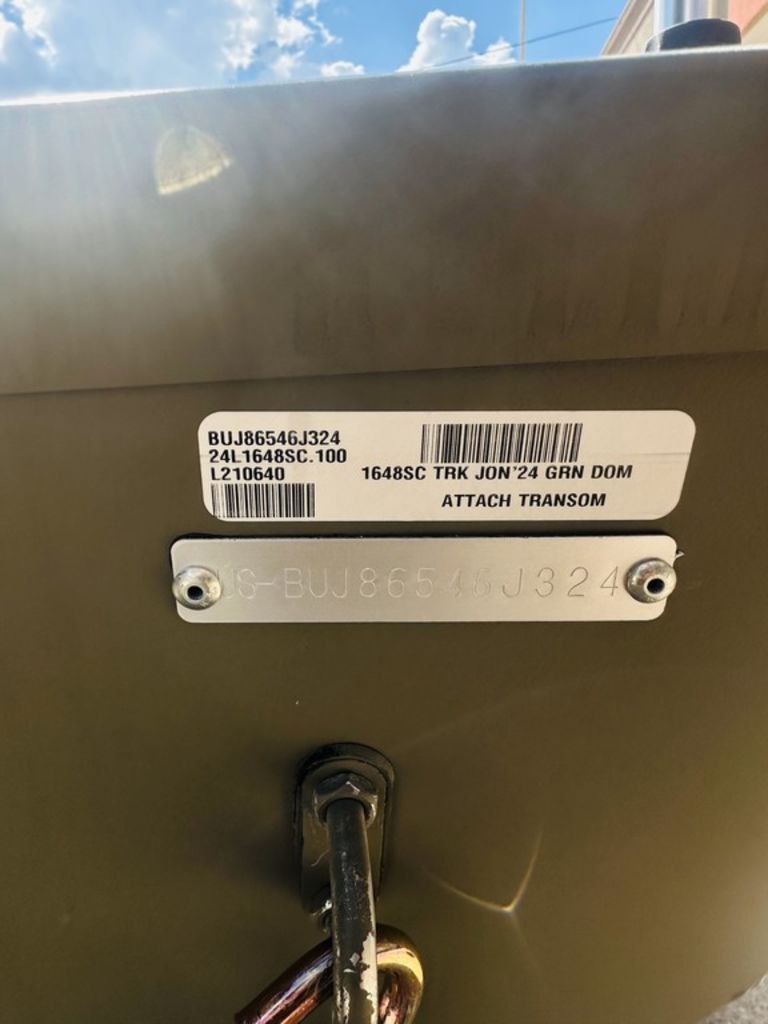 BUJ86546J324
24L1648SC.100
L210640
1648SC TRK JON'24 GRN DOM
ATTACH TRANSOM
US-BUJ86546J324